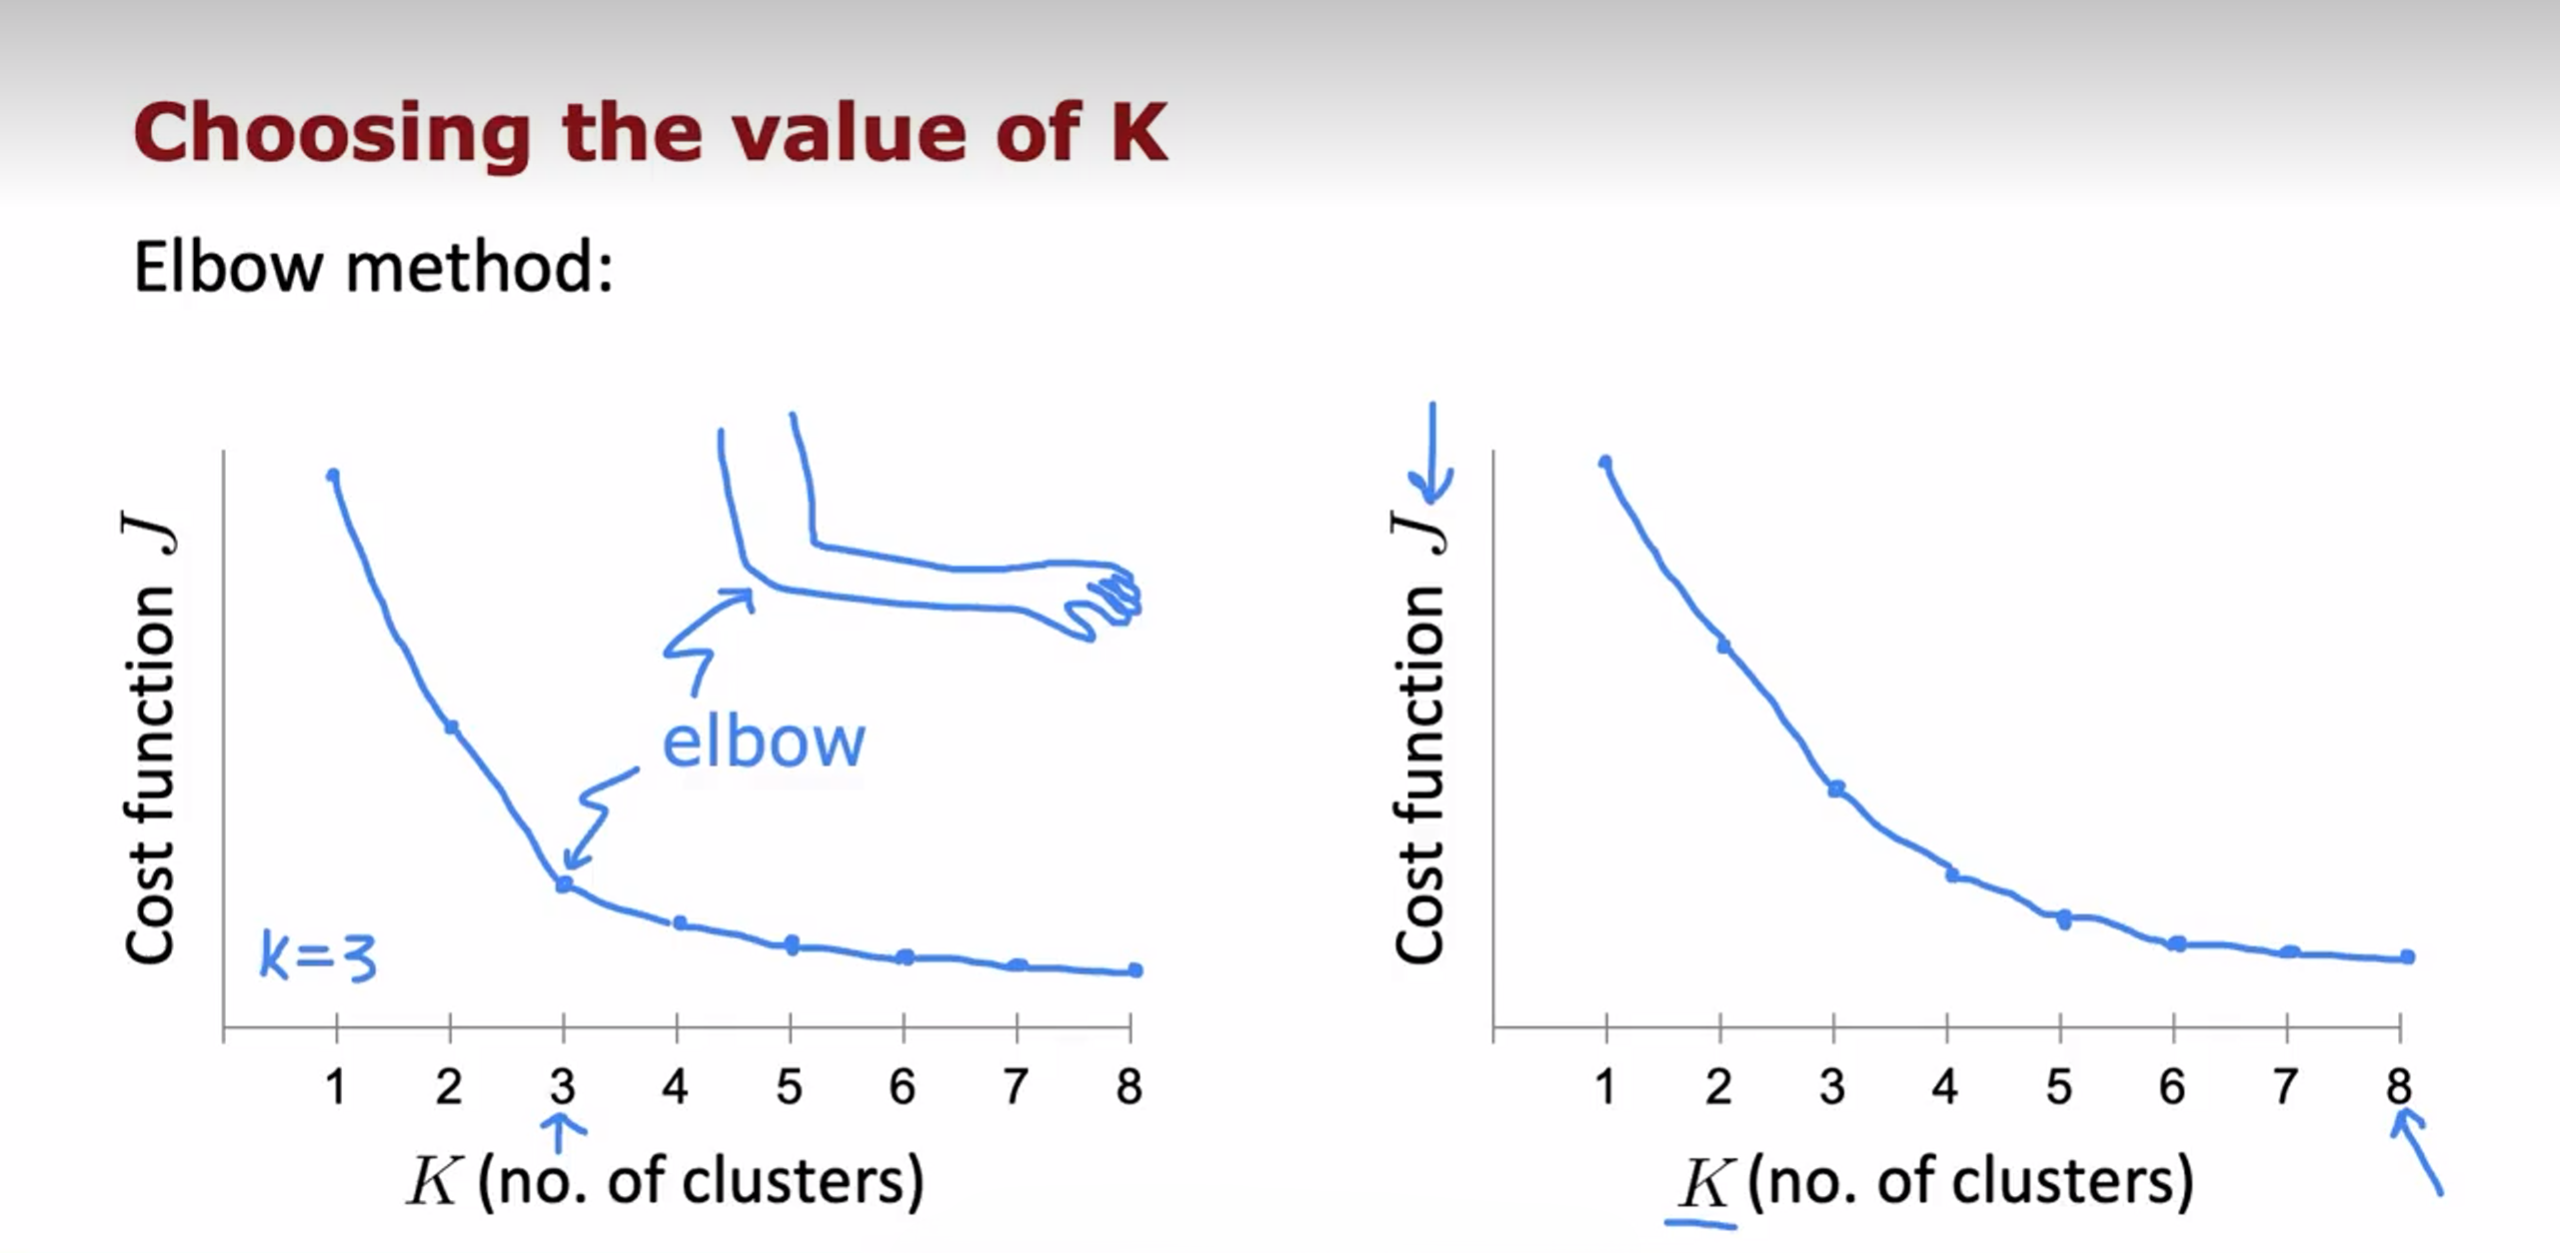 Choosing the value of K
Elbow method:
Cost function J
elbow
k=3
1 2 3 4 5 6 7 8
K (no. of clusters)
Cost function J
1 2 3 4 5 6 7 8
K (no. of clusters)